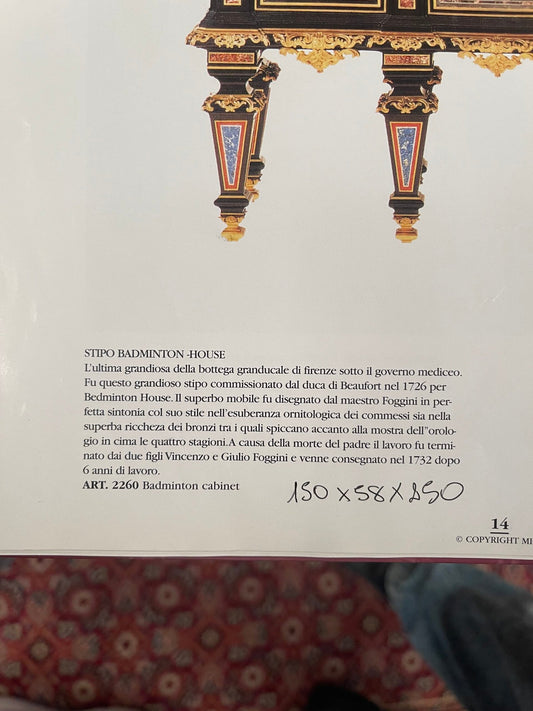 STIPO BADMINTON -HOUSE
L'ultima grandiosa della bottega granducale di firenze sotto il governo mediceo.
Fu questo grandioso stipo commissionato dal duca di Beaufort nel 1726 per
Bedminton House. Il superbo mobile fu disegnato dal maestro Foggini in per-
fetta sintonia col suo stile nell'esuberanza ornitologica dei commessi sia nella
superba riccheza dei bronzi tra i quali spiccano accanto alla mostra dell"orolo-
gio in cima le quattro stagioni. A causa della morte del padre il lavoro fu termi-
nato dai due figli Vincenzo e Giulio Foggini e venne consegnato nel 1732 dopo
6 anni di lavoro.
ART. 2260 Badminton cabinet
150 x 58 x 250
14
© COPYRIGHT MI